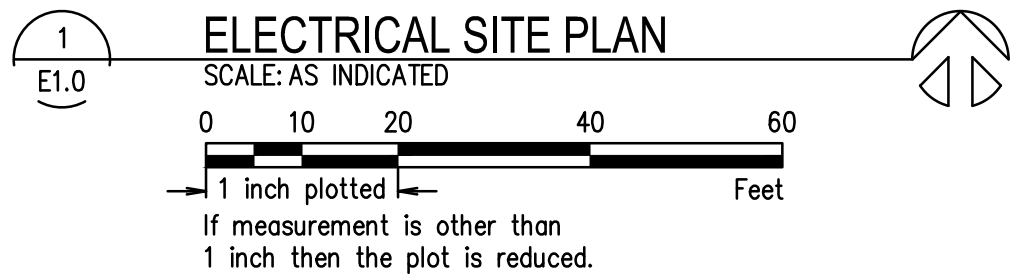 1
E1.0
ELECTRICAL SITE PLAN
SCALE: AS INDICATED
0 10 20 40 60
1 inch plotted Feet
If measurement is other than
1 inch then the plot is reduced.